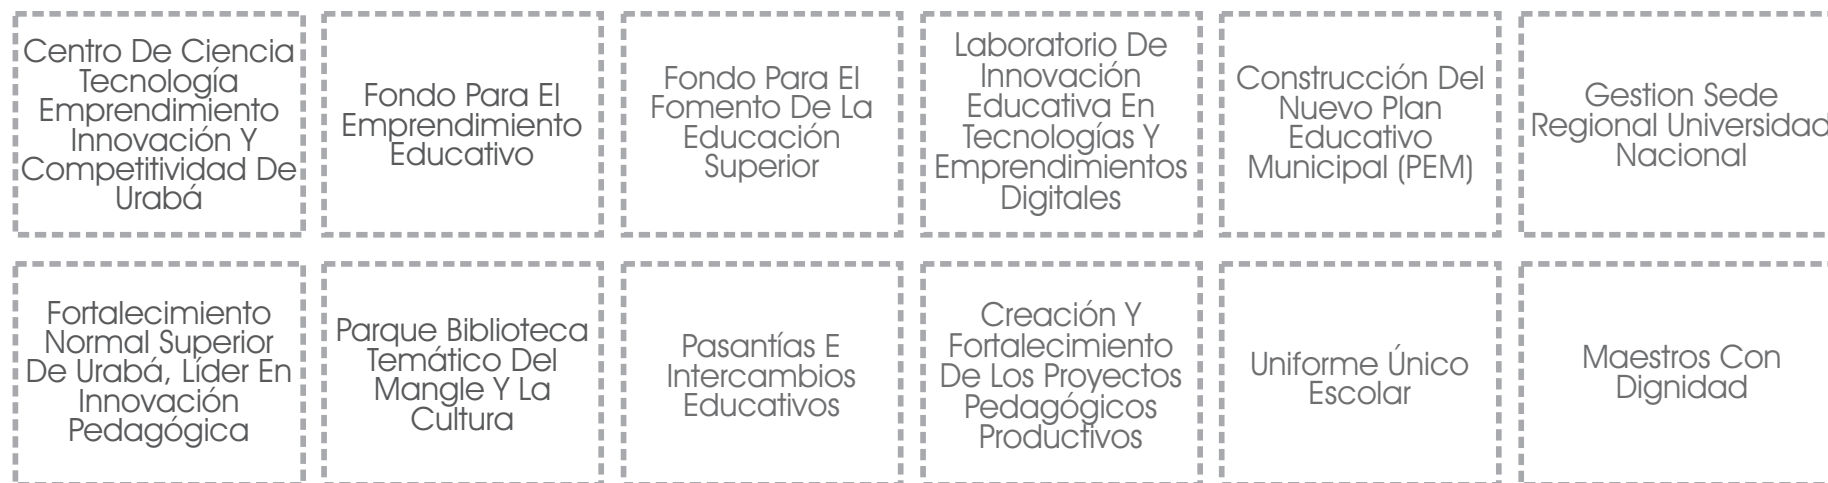 Centro De Ciencia
Tecnología
Emprendimiento
Innovación Y
Competitividad De
Urabá
Fondo Para El
Emprendimiento
Educativo
Fondo Para El
Fomento De La
Educación
Superior
Laboratorio De
Innovación
Educativa En
Tecnologías Y
Emprendimientos
Digitales
Construcción Del
Nuevo Plan
Educativo
Municipal (PEM)
Gestion Sede
Regional Universidad
Nacional
Fortalecimiento
Normal Superior
De Urabá, Líder En
Innovación
Pedagógica
Parque Biblioteca
Temático Del
Mangle Y La
Cultura
Pasantías E
Intercambios
Educativos
Creación Y
Fortalecimiento
De Los Proyectos
Pedagógicos
Productivos
Uniforme Único
Escolar
Maestros Con
Dignidad